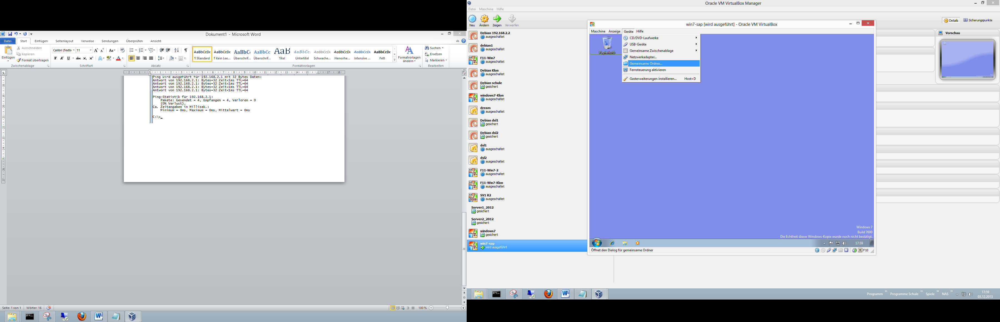 Dokument1 - Microsoft Word
Datei Start Einfügen Seitenlayout Verweise Sendungen Überprüfen Ansicht
Einfügen
Ausschneiden
Kopieren
Format übertragen
Zwischenablage
Calibri (Textk 11
F K U abc x₂ x²
Schriftart
Absatz
AaBbCcDc AaBbCcDc AaBbC( AaBbCc AaB AaBbCc. AaBbCcDc AaBbCcDc AaBbCcDc AaBbCcDc
¶ Standard ¶ Kein Lee... Überschrif... Überschrif... Titel Untertitel Schwache... Hervorhe... Intensive ... Fett
Formatvorlagen
Formatvorlagen ändern
Suchen
Ersetzen
Markieren
Bearbeiten
Ping wird ausgeführt für 192.168.2.1 mit 32 Bytes Daten:
Antwort von 192.168.2.1: Bytes=32 Zeit<1ms TTL=64
Antwort von 192.168.2.1: Bytes=32 Zeit<1ms TTL=64
Antwort von 192.168.2.1: Bytes=32 Zeit<1ms TTL=64
Antwort von 192.168.2.1: Bytes=32 Zeit<1ms TTL=64
Ping-Statistik für 192.168.2.1:
Pakete: Gesendet = 4, Empfangen = 4, Verloren = 0
(0% Verlust),
Ca. Zeitangaben in Millisek.:
Minimum = 0ms, Maximum = 0ms, Mittelwert = 0ms
C:\>_
Seite: 1 von 1 Wörter: 16
100 %
Oracle VM VirtualBox Manager
Datei Maschine Hilfe
Neu Ändern Zeigen Verwerfen
Details Sicherungspunkte
Debian 192.168.2.2
ausgeschaltet
debian1
ausgeschaltet
F11-Win7
ausgeschaltet
Debian Klon
ausgeschaltet
Debian schule
gesichert
windows7-Klon
ausgeschaltet
dream
ausgeschaltet
Debian dsl1
gesichert
Debian dsl2
gesichert
dsl1
ausgeschaltet
dsl2
ausgeschaltet
F11-Win7-2
ausgeschaltet
F11-Win7-Klon
ausgeschaltet
SV1 R2
ausgeschaltet
Server1_2012
gesichert
Server2_2012
gesichert
windows7
gesichert
win7-sap
wird ausgeführt
Vorschau
win7-sap [wird ausgeführt] - Oracle VM VirtualBox
Maschine Anzeige Geräte Hilfe
CD/DVD-Laufwerke
USB-Geräte
Gemeinsame Zwischenablage
Netzwerkadapter...
Gemeinsame Ordner...
Fernsteuerung aktivieren
Gasterweiterungen installieren... Host+D
Papierkorb
Windows 7
Build 7600
Die Echtheit dieser Windows-Kopie wurde noch nicht bestätigt.
17:59
Öffnet den Dialog für gemeinsame Ordner
F10
Programm Programme Schule Spiele NAS
17:59
03.12.2013